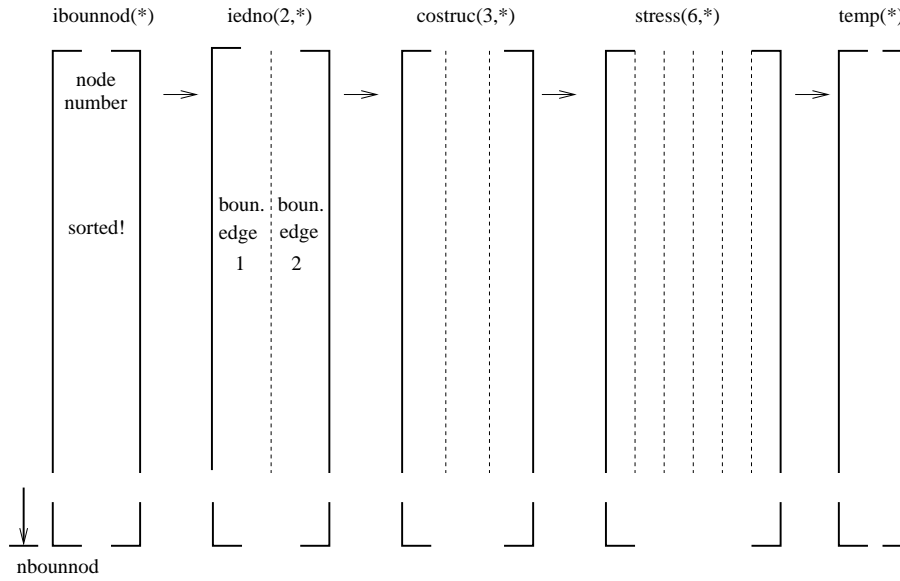 ibounnod(*)
iedno(2,*)
costruc(3,*)
stress(6,*)
temp(*)
node
number
sorted!
boun.
edge
1
boun.
edge
2
nbounnod